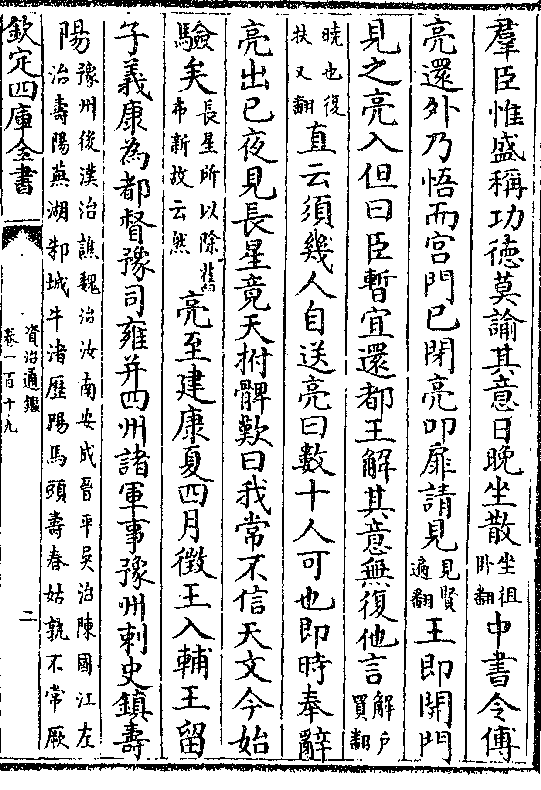 羣臣惟盛稱功德莫諭其意日晚坐散坐徂卧翻中書令傅
亮還外乃悟而宮門已閉亮叩扉請見見賢遍翻王即開門
見之亮入但曰臣暫宜還都王解其意無復他言解戶買翻
曉也復扶又翻直云須幾人自送亮曰數十人可也即時奉辭
亮出已夜見長星竟天拊髀歎曰我常不信天文今始
驗矣長星所以除舊布新故云然亮至建康夏四月徵王入輔王留
子義康為都督豫司雍并四州諸軍事豫州刺史鎮壽
陽豫州後漢治譙魏治汝南安成晉平吳治陳國江左治壽陽蕪湖邾城牛渚歷陽馬頭壽春姑孰不常厥
欽定四庫全書
資治通鑑
卷一百十九
二